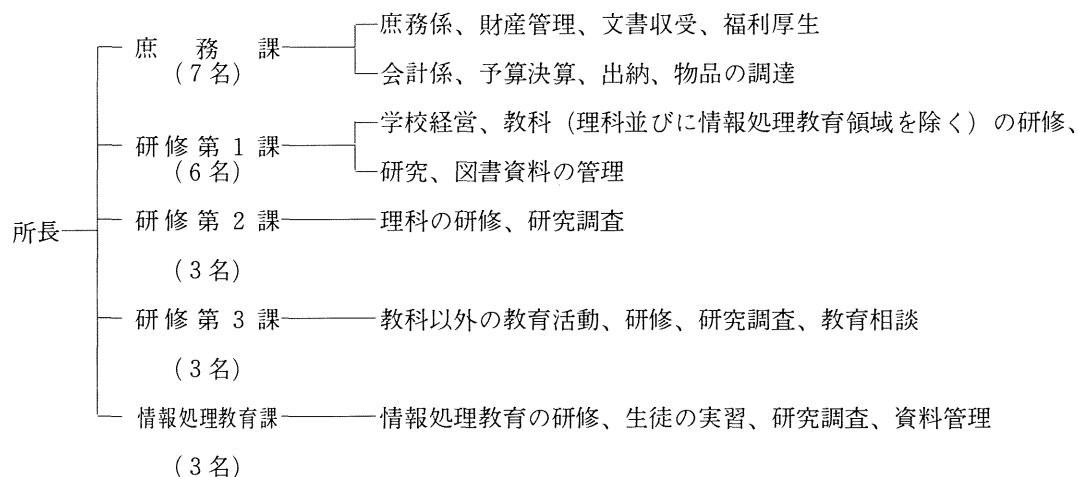 庶務係、財産管理、文書収受、福利厚生
庶務課
(7名)
会計係、予算決算、出納、物品の調達
学校経営、教科(理科並びに情報処理教育領域を除く)の研修、
研修第1課
(6名)
研究、図書資料の管理
所長
研修第2課
理科の研修、研究調査
(3名)
研修第3課
教科以外の教育活動、研修、研究調査、教育相談
(3名)
情報処理教育課
情報処理教育の研修、生徒の実習、研究調査、資料管理
(3名)